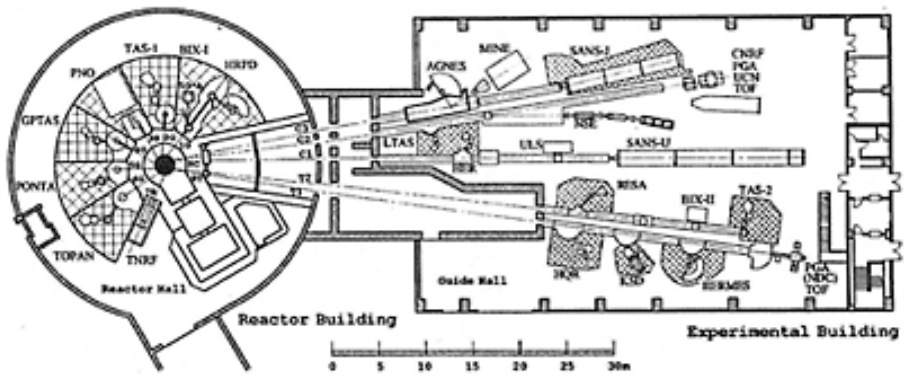 TAS-1
BIX-I
HRPD
PNO
GPTAS
PONTA
TOPAN
TNRF
Reactor Hall
Reactor Building
C3
C2
C1
T2
AGNES
MINE
SANS-J
CNRF
PGA
UCN
TOF
LTAS
NSE
ULS
SANS-U
RESA
BIX-II
TAS-2
HQR
KSD
HERMES
PGA
(NDC)
TOF
Guide Hall
Experimental Building
0 5 10 15 20 25 30m